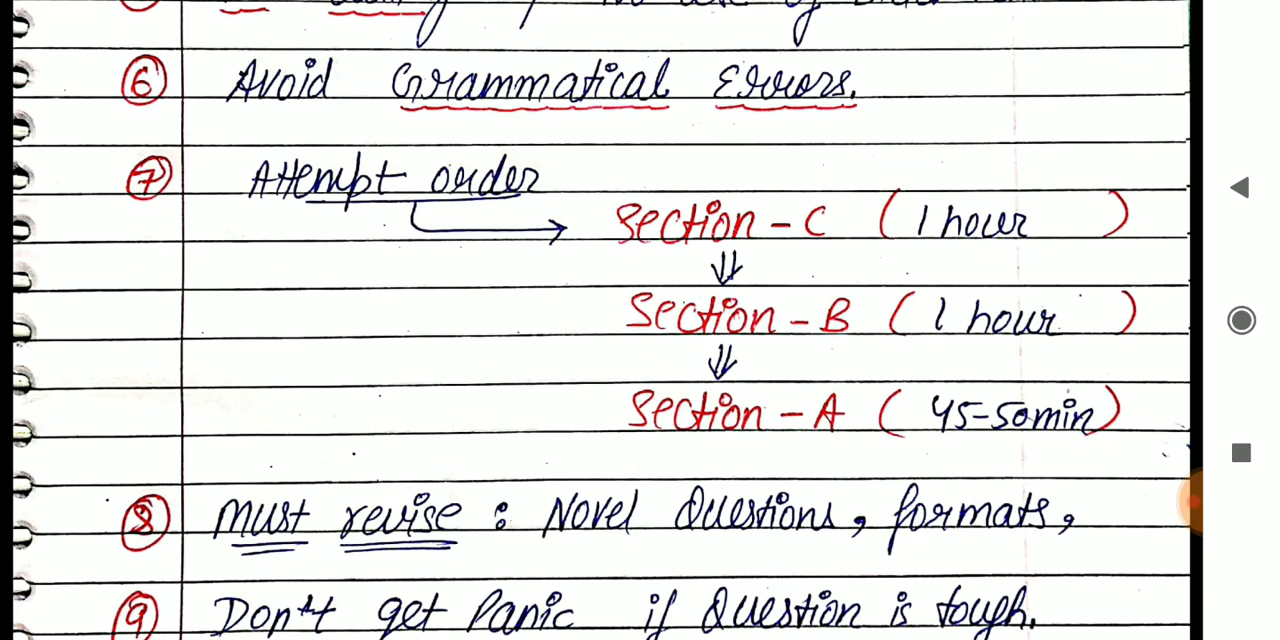 6 Avoid Grammatical Errors.
7 Attempt order
Section - C ( 1 hour )
Section - B ( 1 hour )
Section - A ( 45-50min )
8 Must revise : Novel Questions, formats,
9 Don't get Panic if Question is tough.